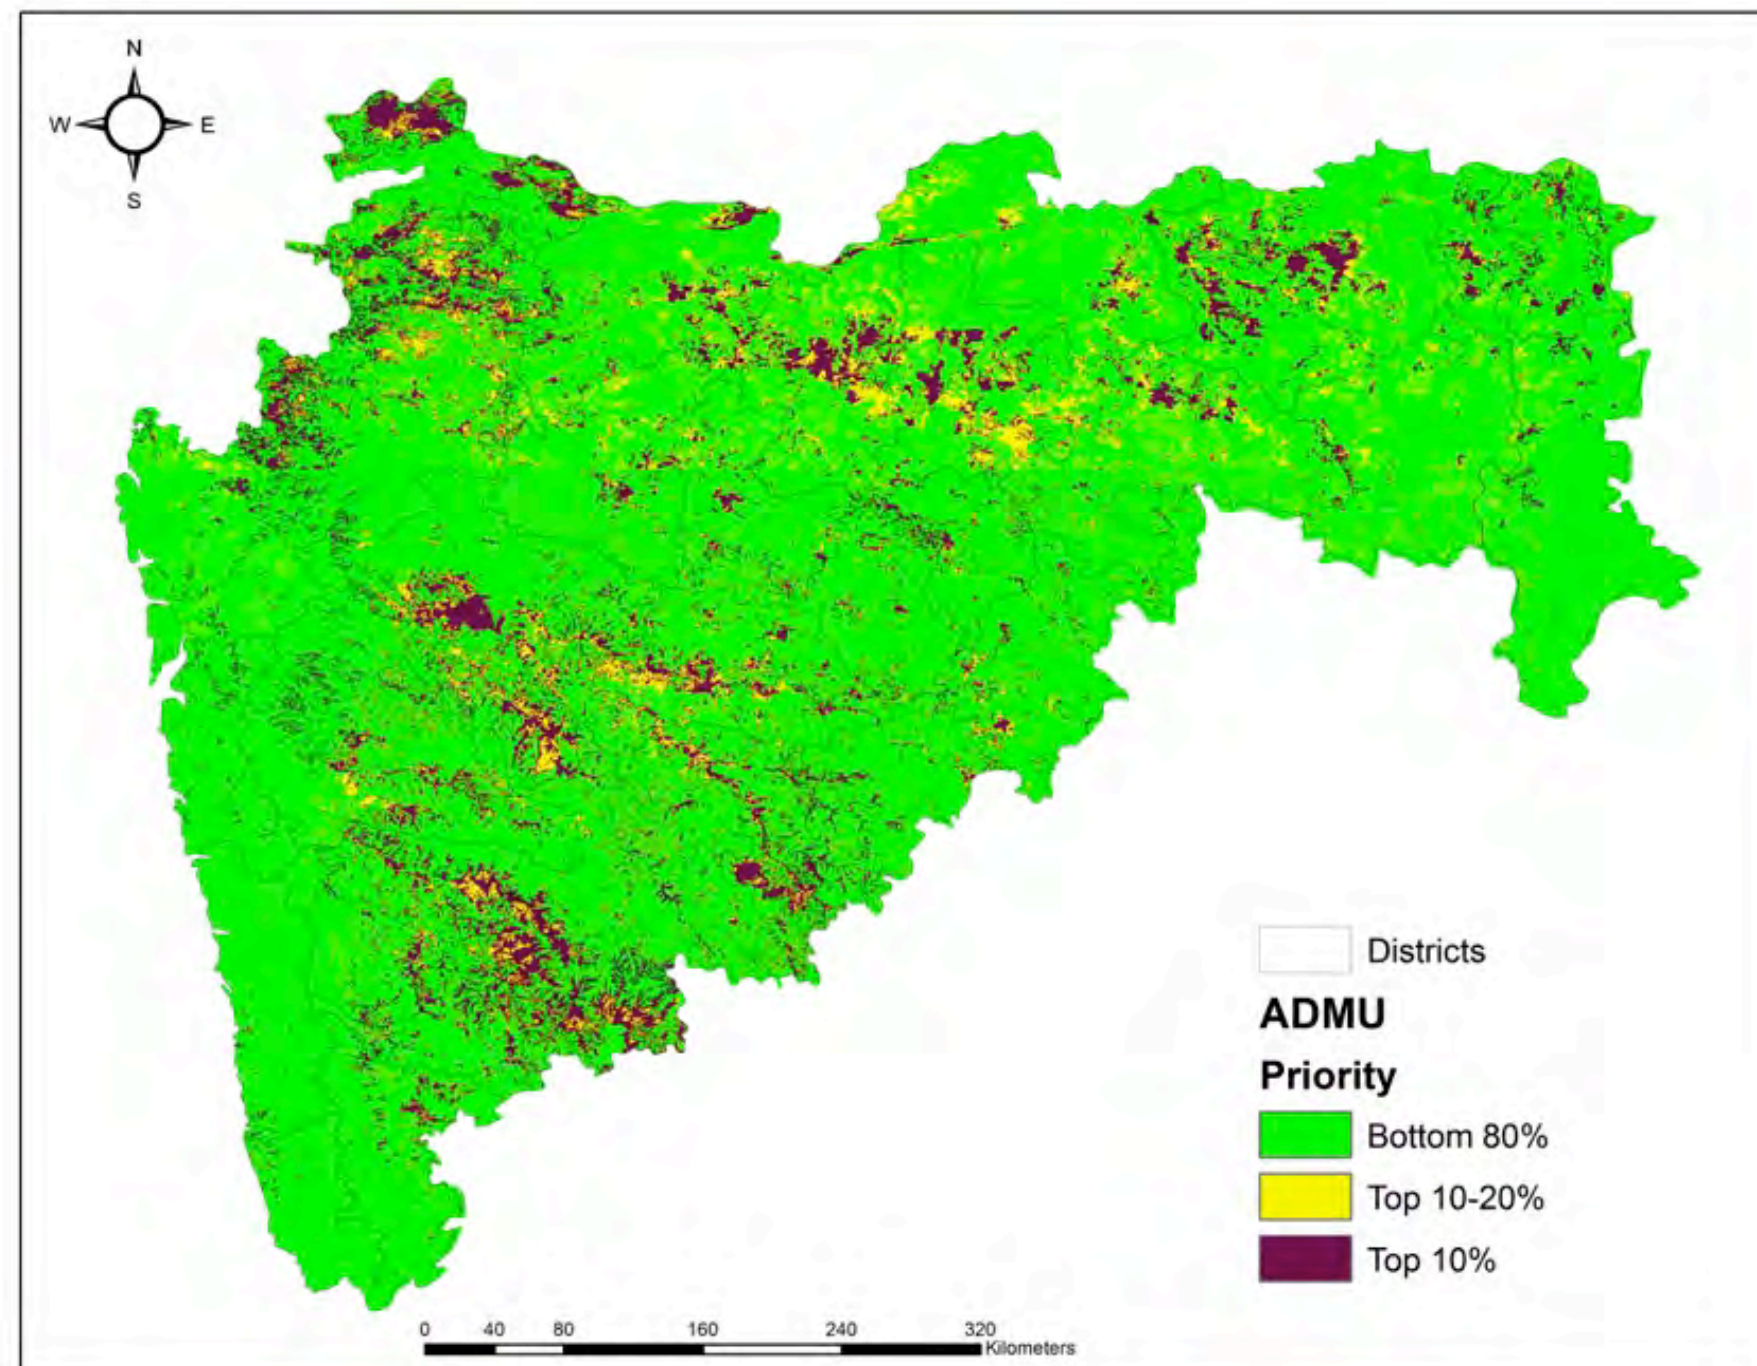 N
W E
S
Districts
ADMU
Priority
Bottom 80%
Top 10-20%
Top 10%
0 40 80 160 240 320
Kilometers